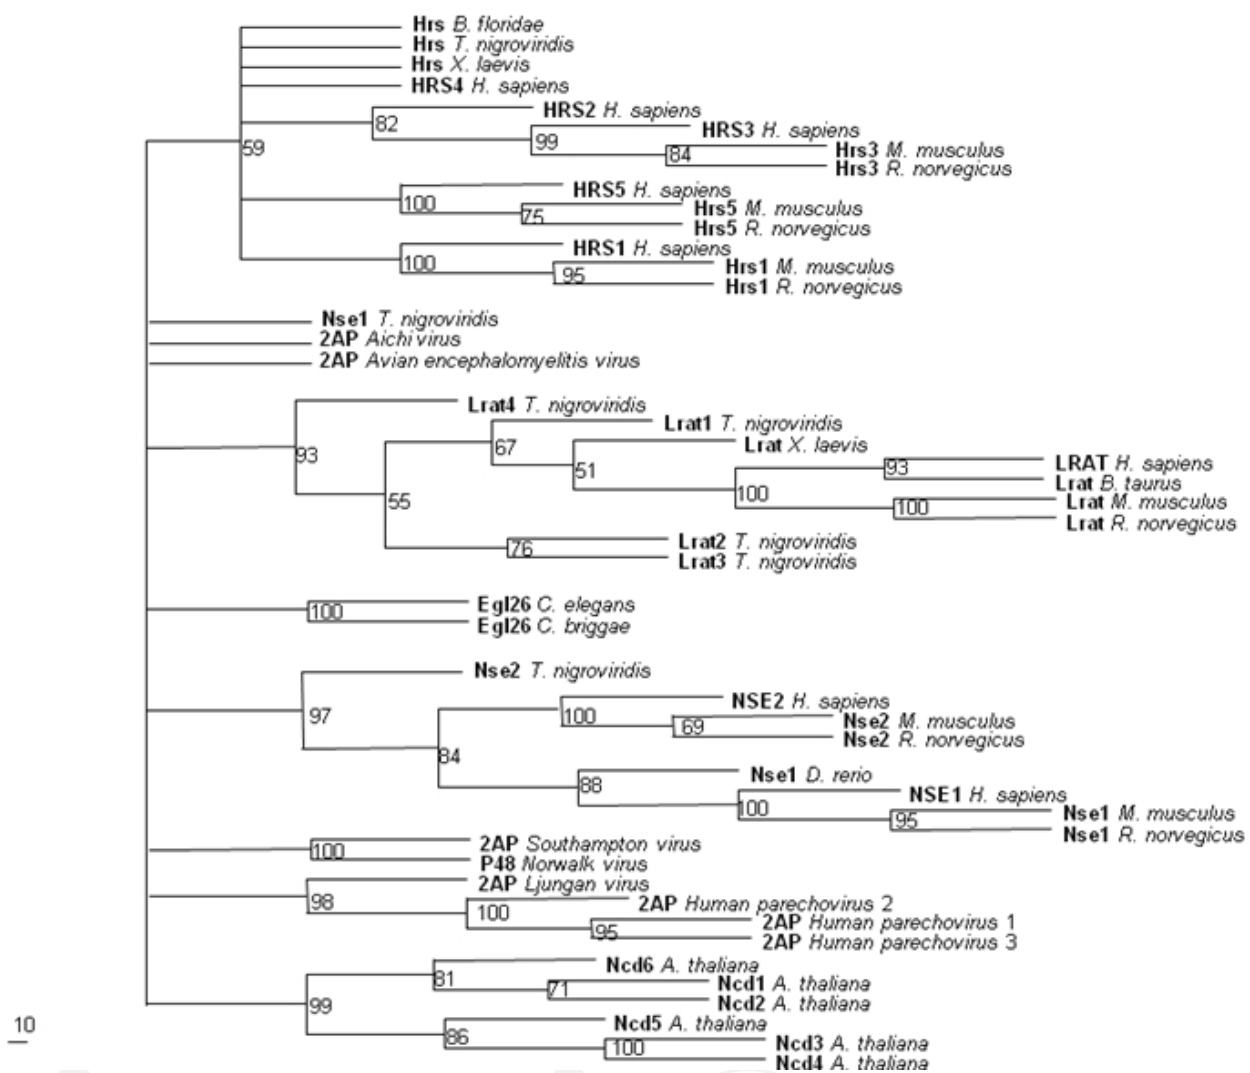 Hrs B. floridae
Hrs T. nigroviridis
Hrs X. laevis
HRS4 H. sapiens
HRS2 H. sapiens
82
HRS3 H. sapiens
99
59
Hrs3 M. musculus
84
Hrs3 R. norvegicus
HRS5 H. sapiens
100
Hrs5 M. musculus
75
Hrs5 R. norvegicus
HRS1 H. sapiens
100
Hrs1 M. musculus
95
Hrs1 R. norvegicus
Nse1 T. nigroviridis
2AP Aichi virus
2AP Avian encephalomyelitis virus
Lrat4 T. nigroviridis
Lrat1 T. nigroviridis
67
Lrat X. laevis
93
51
LRAT H. sapiens
93
Lrat B. taurus
100
55
Lrat M. musculus
100
Lrat R. norvegicus
Lrat2 T. nigroviridis
76
Lrat3 T. nigroviridis
Egl26 C. elegans
100
Egl26 C. briggae
Nse2 T. nigroviridis
97
NSE2 H. sapiens
100
Nse2 M. musculus
69
Nse2 R. norvegicus
84
Nse1 D. rerio
88
NSE1 H. sapiens
100
Nse1 M. musculus
95
Nse1 R. norvegicus
2AP Southampton virus
100
P48 Norwalk virus
2AP Ljungan virus
98
2AP Human parechovirus 2
100
2AP Human parechovirus 1
95
2AP Human parechovirus 3
Ncd6 A. thaliana
81
Ncd1 A. thaliana
71
Ncd2 A. thaliana
99
Ncd5 A. thaliana
86
Ncd3 A. thaliana
100
Ncd4 A. thaliana
10